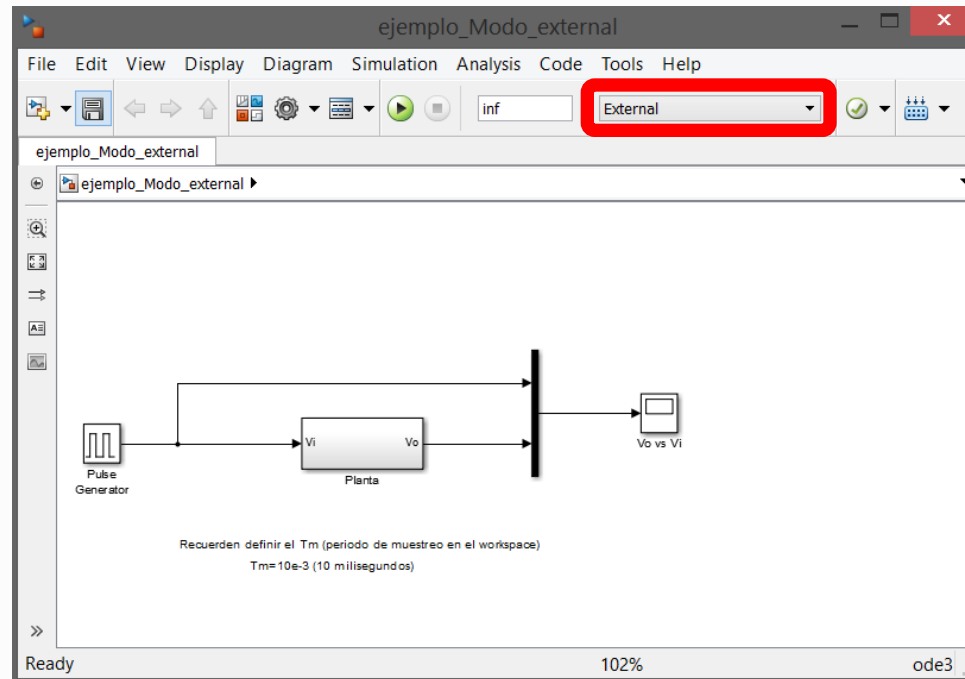 ejemplo_Modo_external
File Edit View Display Diagram Simulation Analysis Code Tools Help
inf External
ejemplo_Modo_external
ejemplo_Modo_external
Vi Vo
Pulse
Generator
Planta
Vo vs Vi
Recuerden definir el Tm (periodo de muestreo en el workspace)
Tm=10e-3 (10 milisegundos)
Ready 102% ode3